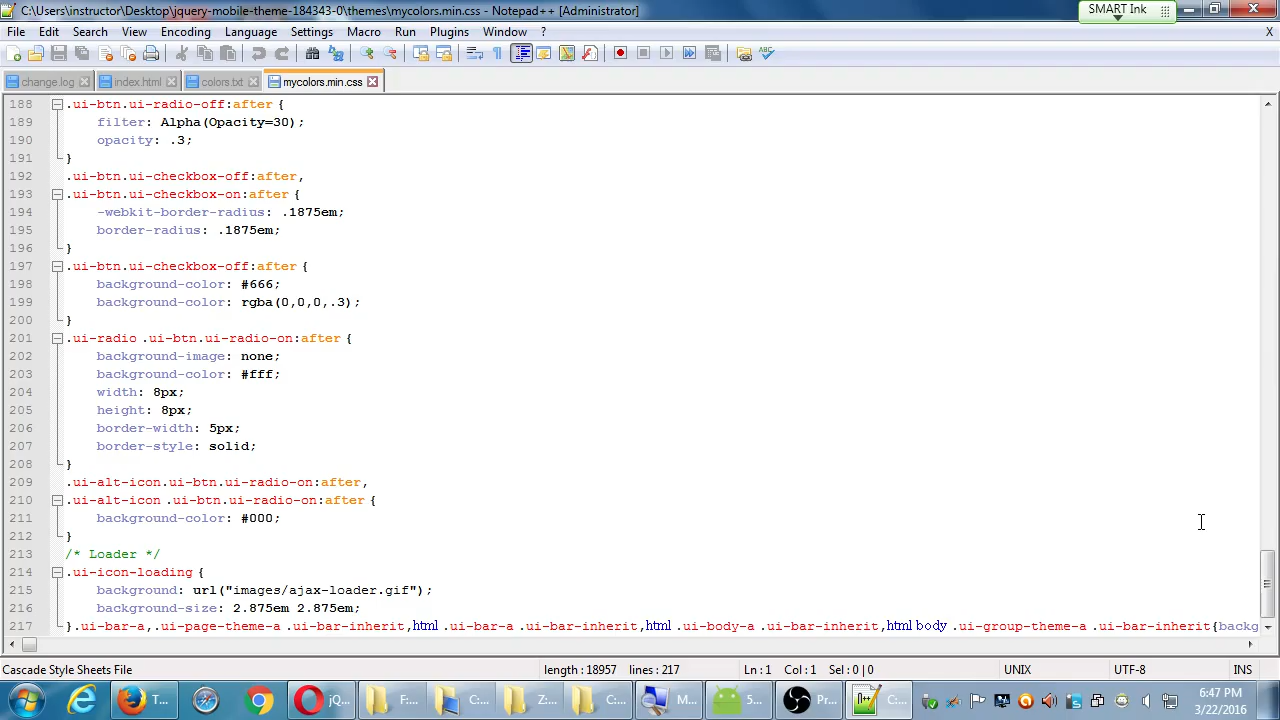 C:\Users\instructor\Desktop\jquery-mobile-theme-184343-0\themes\mycolors.min.css - Notepad++ [Administrator]
SMART Ink
File Edit Search View Encoding Language Settings Macro Run Plugins Window ? X
change.log index.html colors.txt mycolors.min.css
188 .ui-btn.ui-radio-off:after {
189 filter: Alpha(Opacity=30);
190 opacity: .3;
191 }
192 .ui-btn.ui-checkbox-off:after,
193 .ui-btn.ui-checkbox-on:after {
194 -webkit-border-radius: .1875em;
195 border-radius: .1875em;
196 }
197 .ui-btn.ui-checkbox-off:after {
198 background-color: #666;
199 background-color: rgba(0,0,0,.3);
200 }
201 .ui-radio .ui-btn.ui-radio-on:after {
202 background-image: none;
203 background-color: #fff;
204 width: 8px;
205 height: 8px;
206 border-width: 5px;
207 border-style: solid;
208 }
209 .ui-alt-icon.ui-btn.ui-radio-on:after,
210 .ui-alt-icon .ui-btn.ui-radio-on:after {
211 background-color: #000;
212 }
213 /* Loader */
214 .ui-icon-loading {
215 background: url("images/ajax-loader.gif");
216 background-size: 2.875em 2.875em;
217 }.ui-bar-a,.ui-page-theme-a .ui-bar-inherit,html .ui-bar-a .ui-bar-inherit,html .ui-body-a .ui-bar-inherit,html body .ui-group-theme-a .ui-bar-inherit{backg
Cascade Style Sheets File length : 18957 lines : 217 Ln : 1 Col : 1 Sel : 0 | 0 UNIX UTF-8 INS
T... jQ... F:... C:... Z:... C:... M... 5... Pr... C:... 6:47 PM
3/22/2016